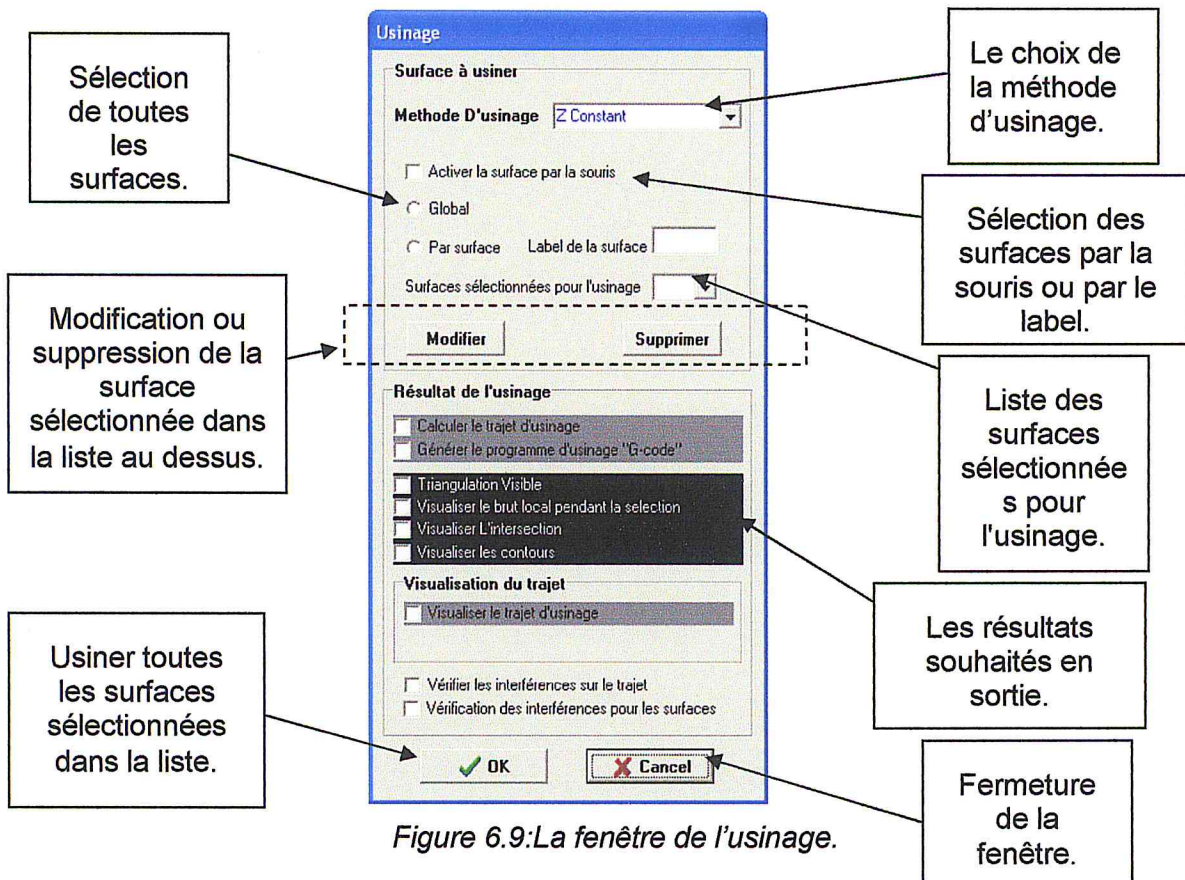 Sélection
de toutes
les
surfaces.
Modification ou
suppression de la
surface
sélectionnée dans
la liste au dessus.
Usiner toutes
les surfaces
sélectionnées
dans la liste.
Usinage
Surface à usiner
Methode D'usinage Z Constant
Activer la surface par la souris
Global
Par surface Label de la surface
Surfaces sélectionnées pour l'usinage
Modifier Supprimer
Résultat de l'usinage
Calculer le trajet d'usinage
Générer le programme d'usinage "G-code"
Triangulation Visible
Visualiser le brut local pendant la selection
Visualiser L'intersection
Visualiser les contours
Visualisation du trajet
Visualiser le trajet d'usinage
Vérifier les interférences sur le trajet
Vérification des interférences pour les surfaces
OK Cancel
Le choix de
la méthode
d'usinage.
Sélection des
surfaces par la
souris ou par le
label.
Liste des
surfaces
sélectionnée
s pour
l'usinage.
Les résultats
souhaités en
sortie.
Fermeture
de la
fenêtre.
Figure 6.9:La fenêtre de l'usinage.